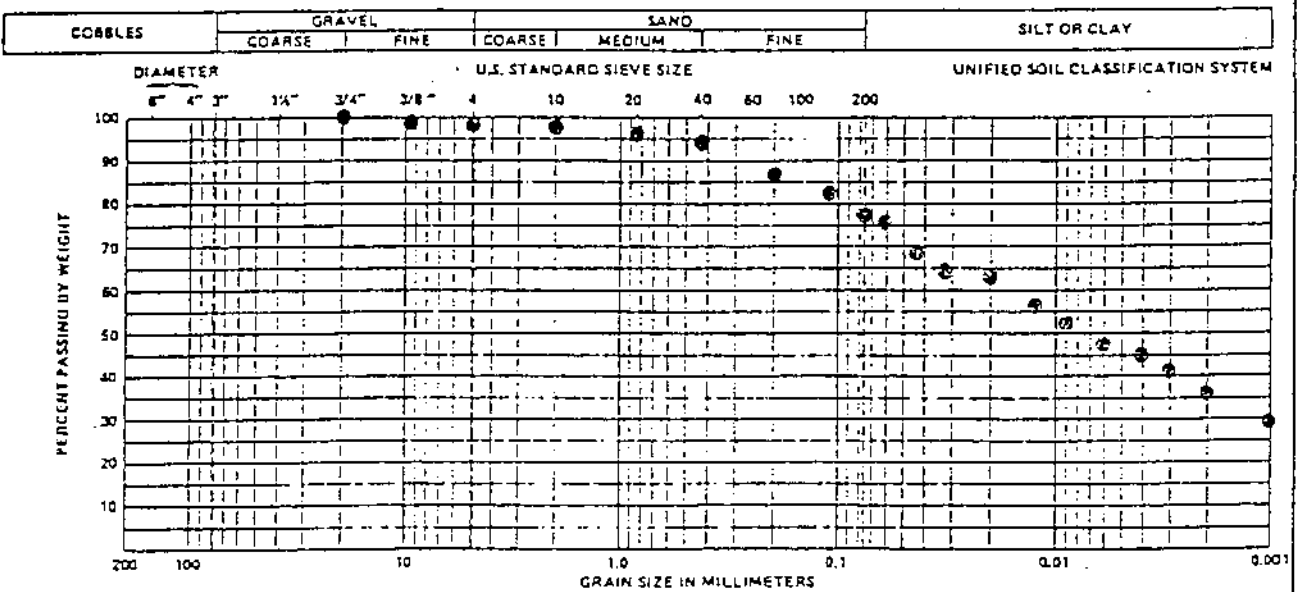 COBBLES GRAVEL SAND SILT OR CLAY
COARSE FINE COARSE MEDIUM FINE
DIAMETER U.S. STANDARD SIEVE SIZE UNIFIED SOIL CLASSIFICATION SYSTEM
6" 4" 3" 1½" 3/4" 3/8" 4 10 20 40 60 100 200
100
90
80
70
60
50
40
30
20
10
PERCENT PASSING BY WEIGHT
200 100 10 1.0 0.1 0.01 0.001
GRAIN SIZE IN MILLIMETERS